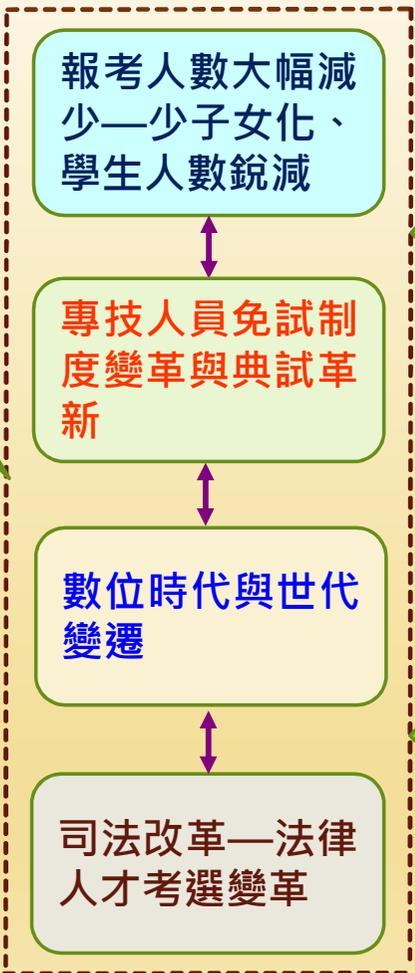 報考人數大幅減
少—少子女化、
學生人數銳減
專技人員免試制
度變革與典試革
新
數位時代與世代
變遷
司法改革—法律
人才考選變革